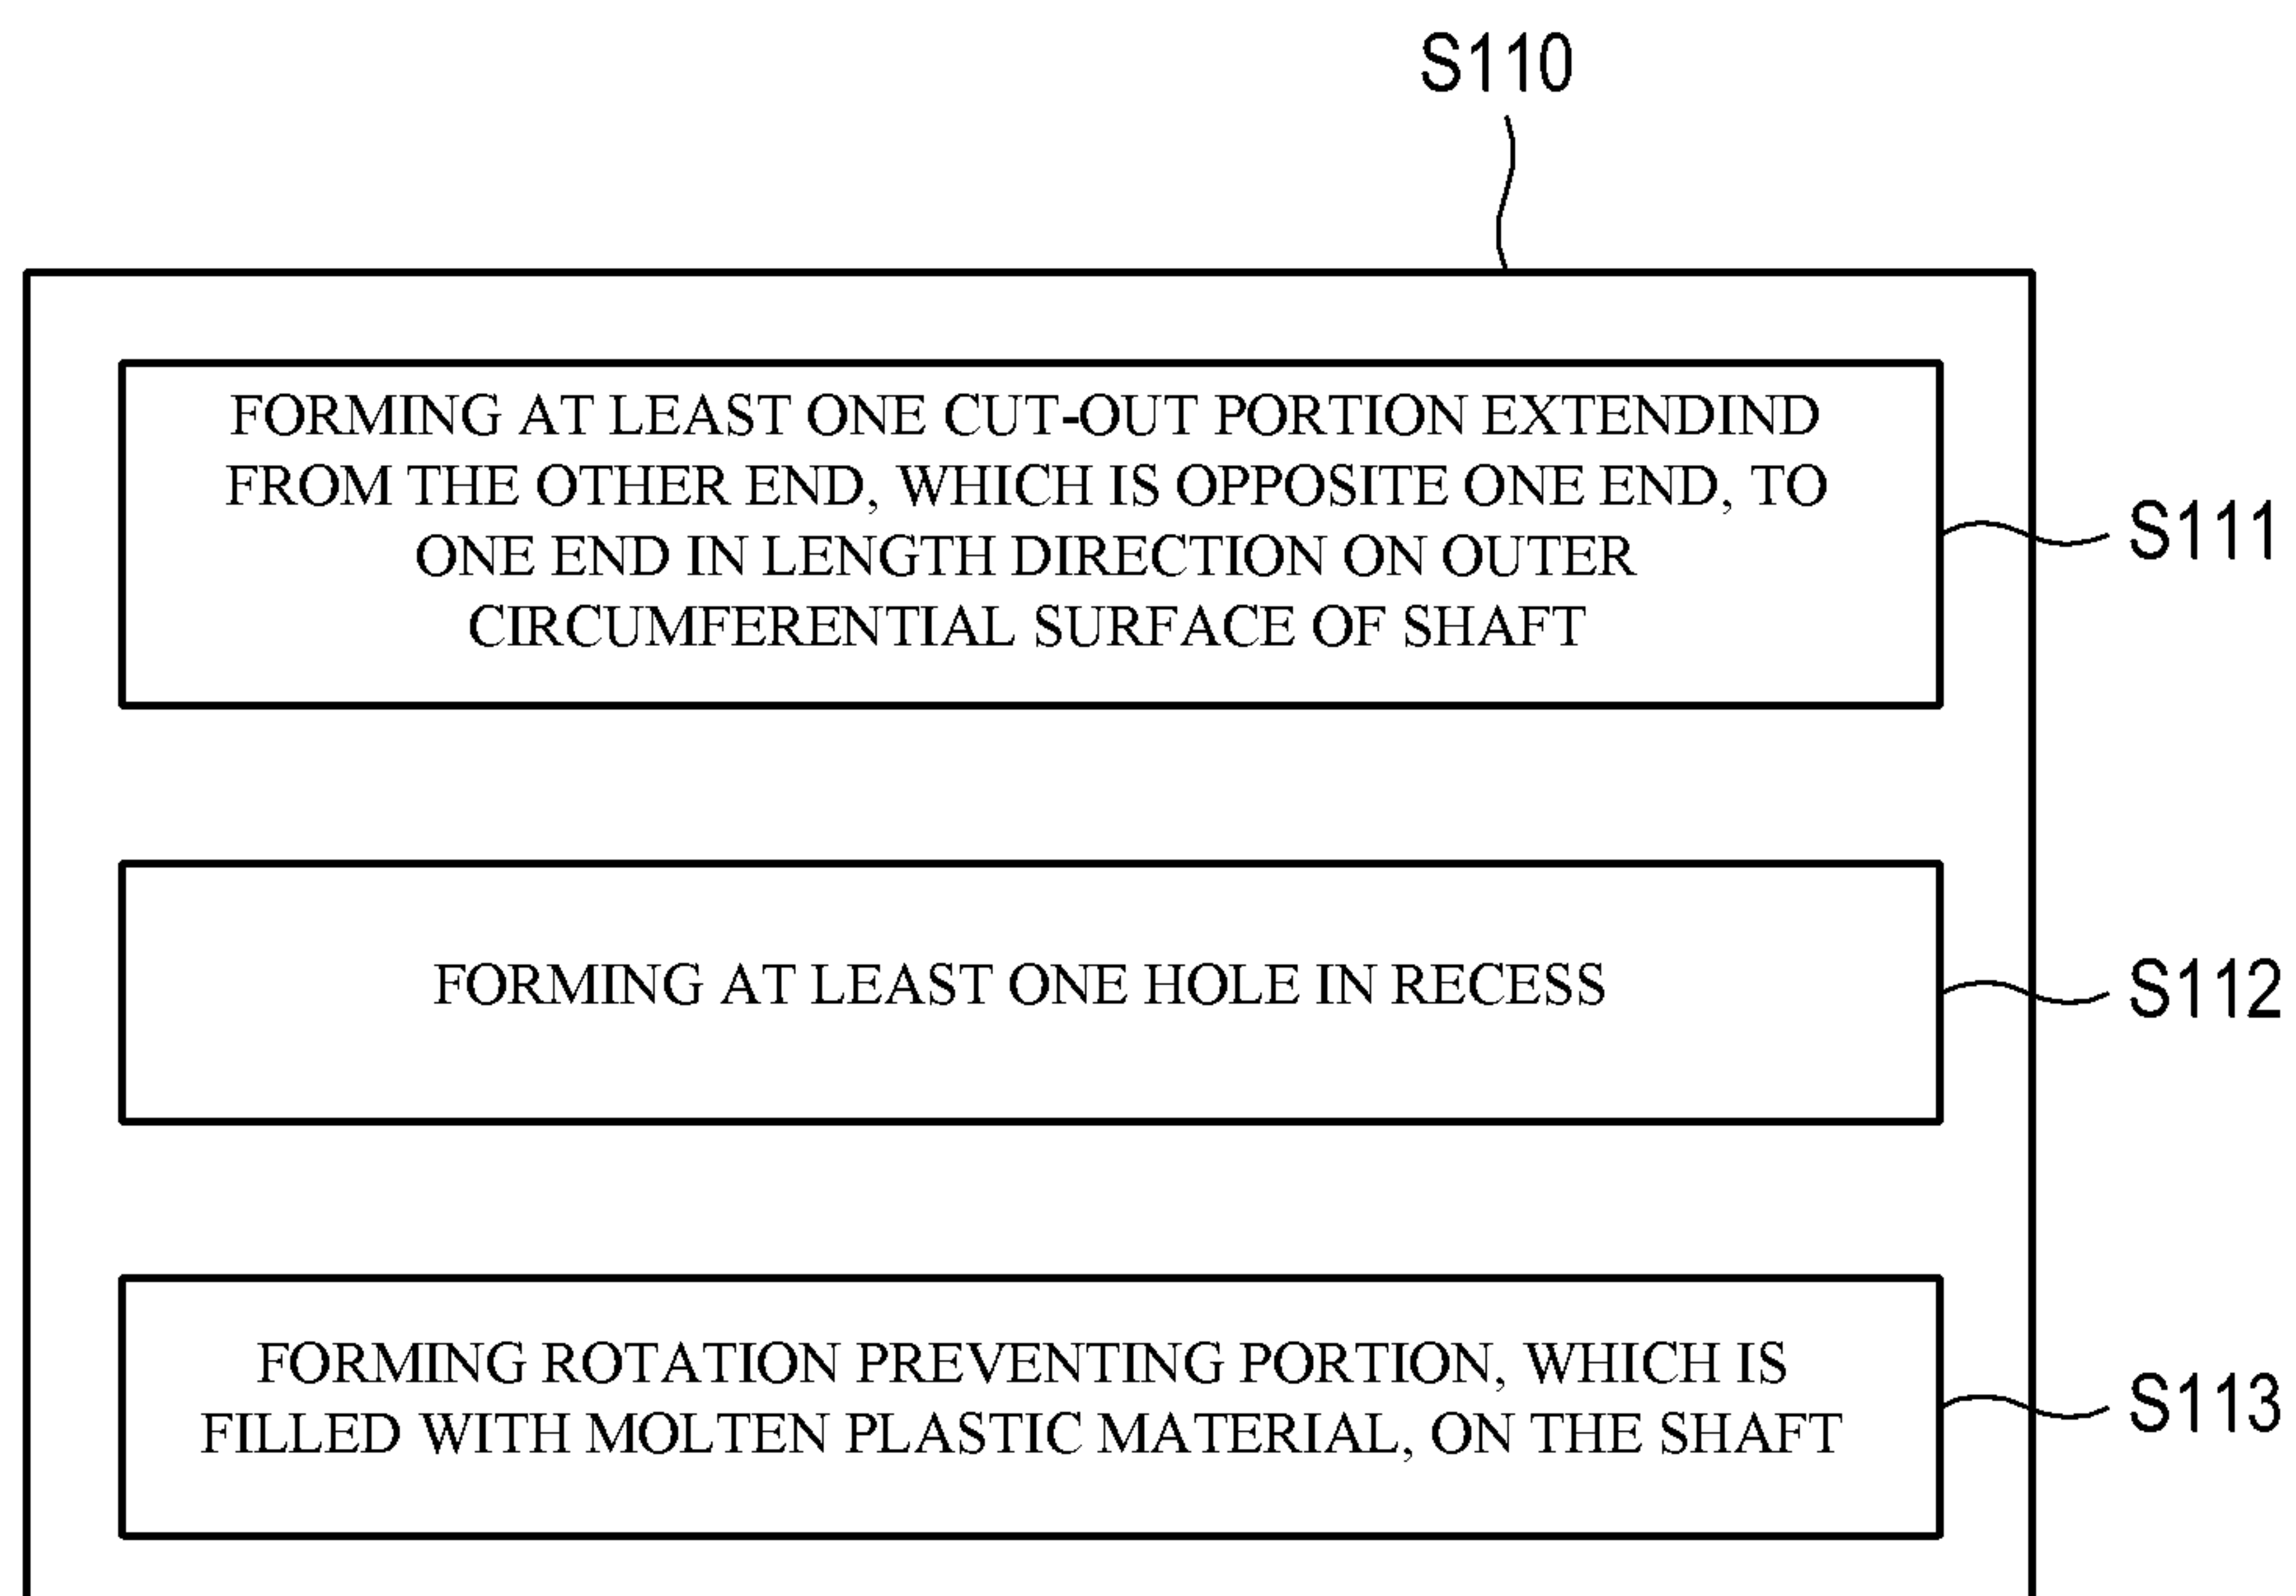 S110
FORMING AT LEAST ONE CUT-OUT PORTION EXTENDIND
FROM THE OTHER END, WHICH IS OPPOSITE ONE END, TO
ONE END IN LENGTH DIRECTION ON OUTER
CIRCUMFERENTIAL SURFACE OF SHAFT
S111
FORMING AT LEAST ONE HOLE IN RECESS
S112
FORMING ROTATION PREVENTING PORTION, WHICH IS
FILLED WITH MOLTEN PLASTIC MATERIAL, ON THE SHAFT
S113